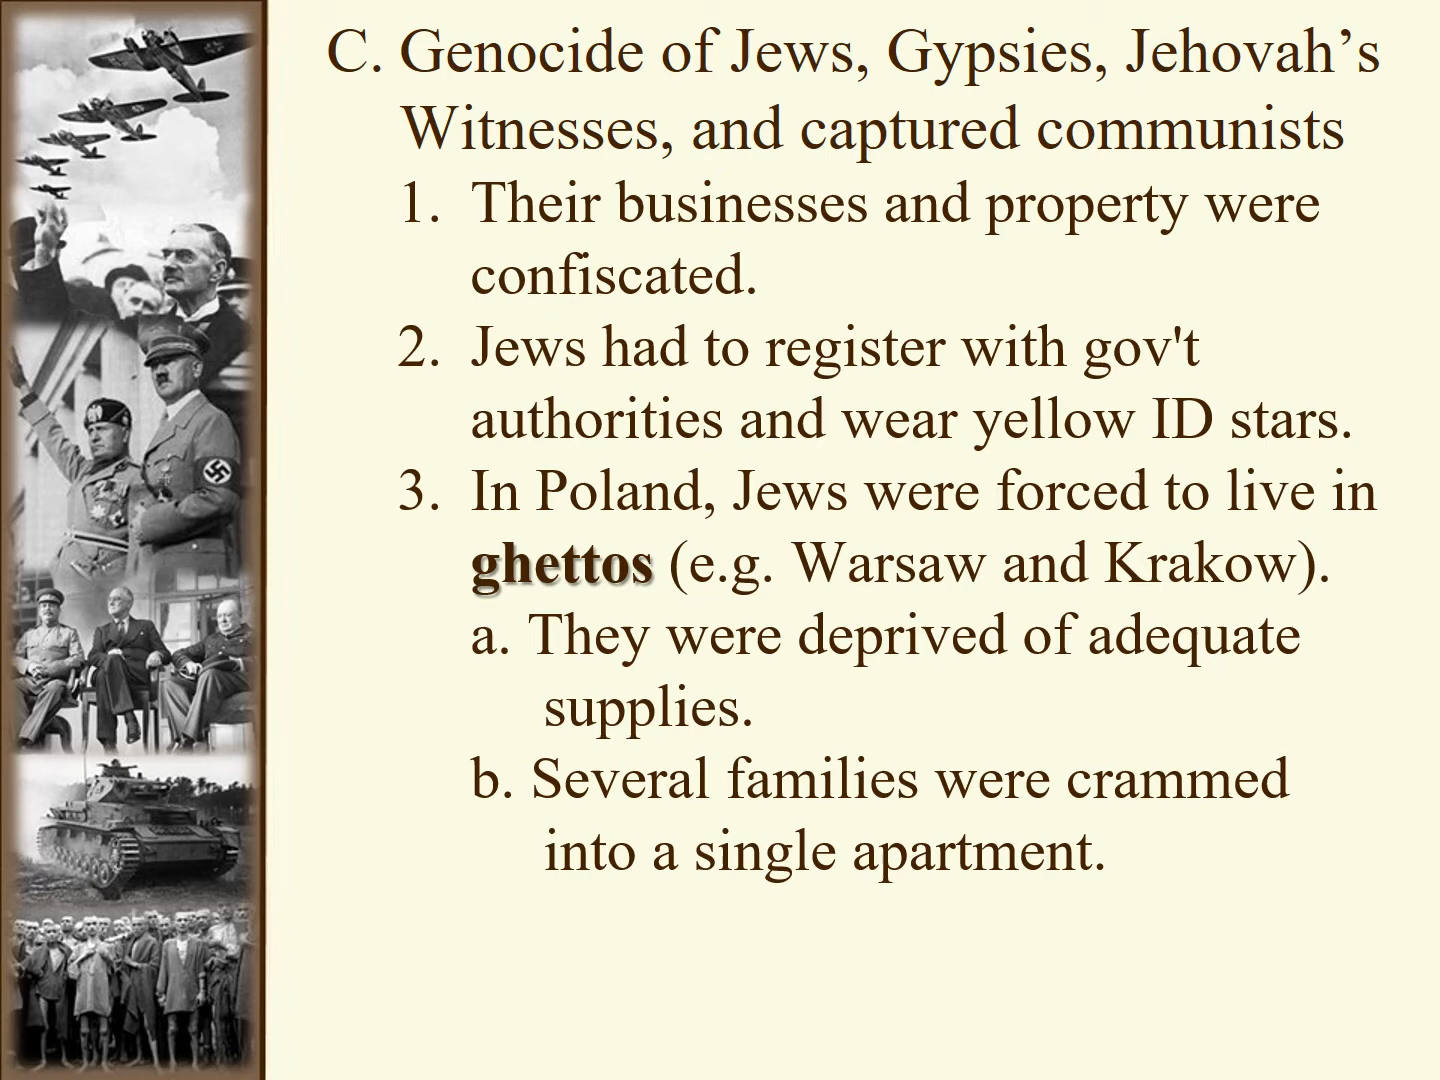 C. Genocide of Jews, Gypsies, Jehovah’s
Witnesses, and captured communists
1. Their businesses and property were
confiscated.
2. Jews had to register with gov't
authorities and wear yellow ID stars.
3. In Poland, Jews were forced to live in
ghettos (e.g. Warsaw and Krakow).
a. They were deprived of adequate
supplies.
b. Several families were crammed
into a single apartment.